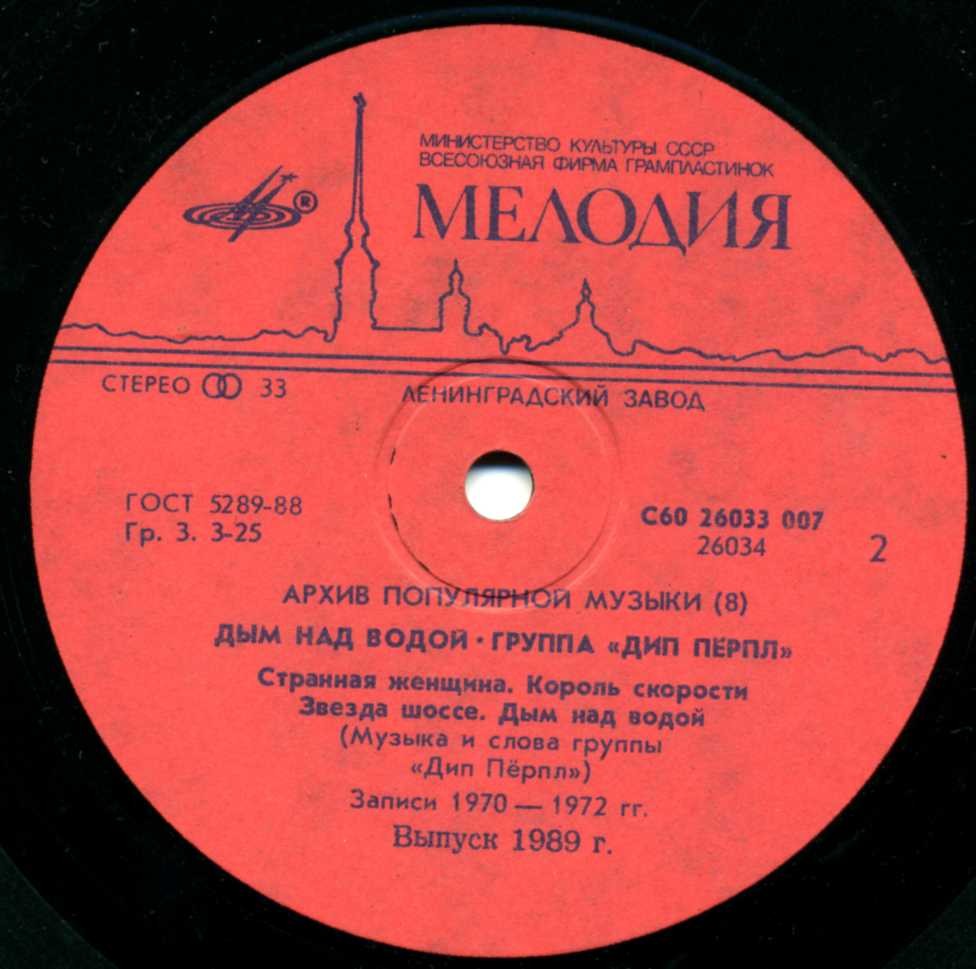 МИНИСТЕРСТВО КУЛЬТУРЫ СССР
ВСЕСОЮЗНАЯ ФИРМА ГРАМПЛАСТИНОК
МЕЛОДИЯ
®
СТЕРЕО 33
ЛЕНИНГРАДСКИЙ ЗАВОД
ГОСТ 5289-88
Гр. 3. 3-25
С60 26033 007
26034
2
АРХИВ ПОПУЛЯРНОЙ МУЗЫКИ (8)
ДЫМ НАД ВОДОЙ · ГРУППА «ДИП ПЁРПЛ»
Странная женщина. Король скорости
Звезда шоссе. Дым над водой
(Музыка и слова группы
«Дип Пёрпл»)
Записи 1970 — 1972 гг.
Выпуск 1989 г.